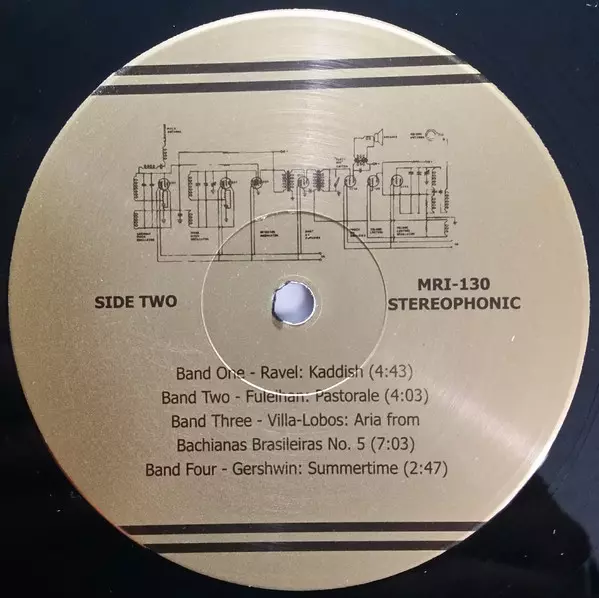 SIDE TWO
MRI-130
STEREOPHONIC
Band One - Ravel: Kaddish (4:43)
Band Two - Fuleihan: Pastorale (4:03)
Band Three - Villa-Lobos: Aria from
Bachianas Brasileiras No. 5 (7:03)
Band Four - Gershwin: Summertime (2:47)